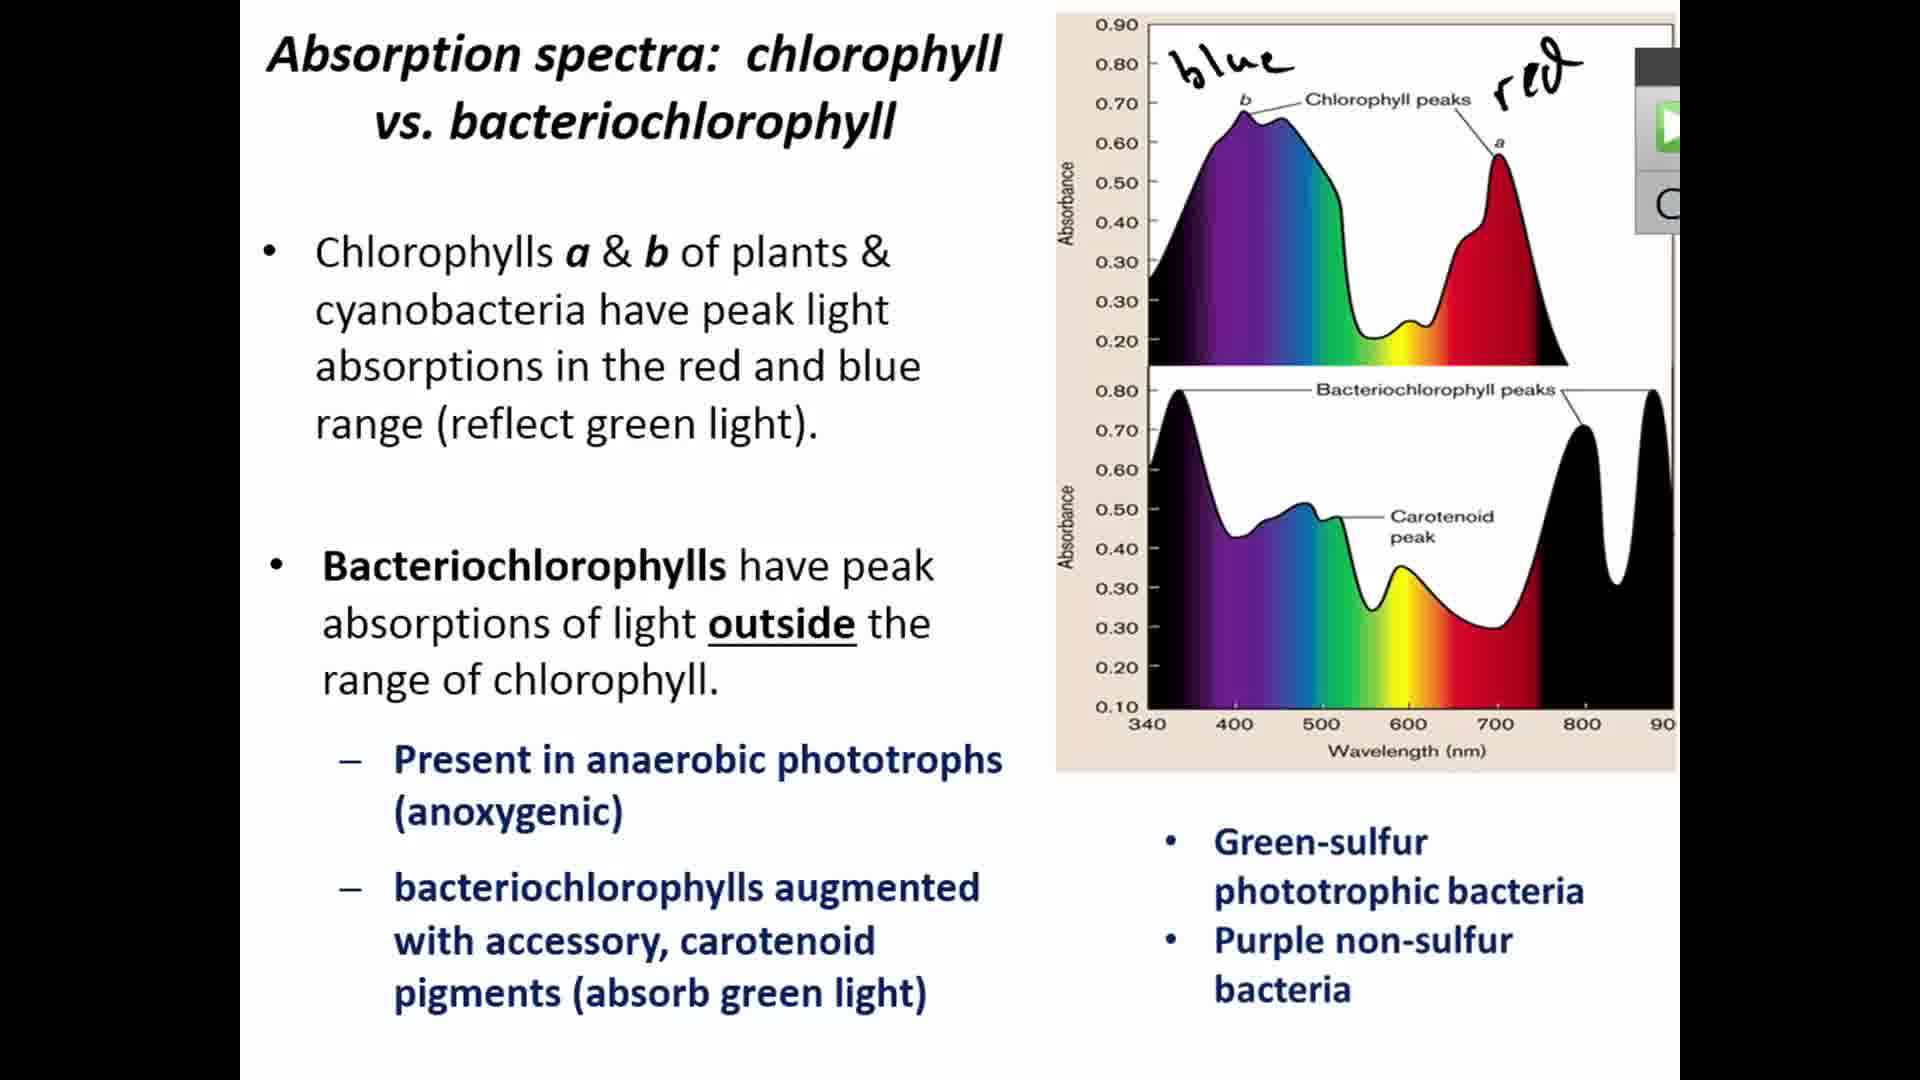 Absorption spectra: chlorophyll
vs. bacteriochlorophyll
• Chlorophylls a & b of plants &
cyanobacteria have peak light
absorptions in the red and blue
range (reflect green light).
• Bacteriochlorophylls have peak
absorptions of light outside the
range of chlorophyll.
– Present in anaerobic phototrophs
(anoxygenic)
– bacteriochlorophylls augmented
with accessory, carotenoid
pigments (absorb green light)
0.90
0.80
0.70
0.60
0.50
0.40
0.30
0.30
0.20
Absorbance
blue
red
b
Chlorophyll peaks
a
0.80
0.70
0.60
0.50
0.40
0.30
0.30
0.20
0.10
Absorbance
Bacteriochlorophyll peaks
Carotenoid
peak
340 400 500 600 700 800 90
Wavelength (nm)
• Green-sulfur
phototrophic bacteria
• Purple non-sulfur
bacteria